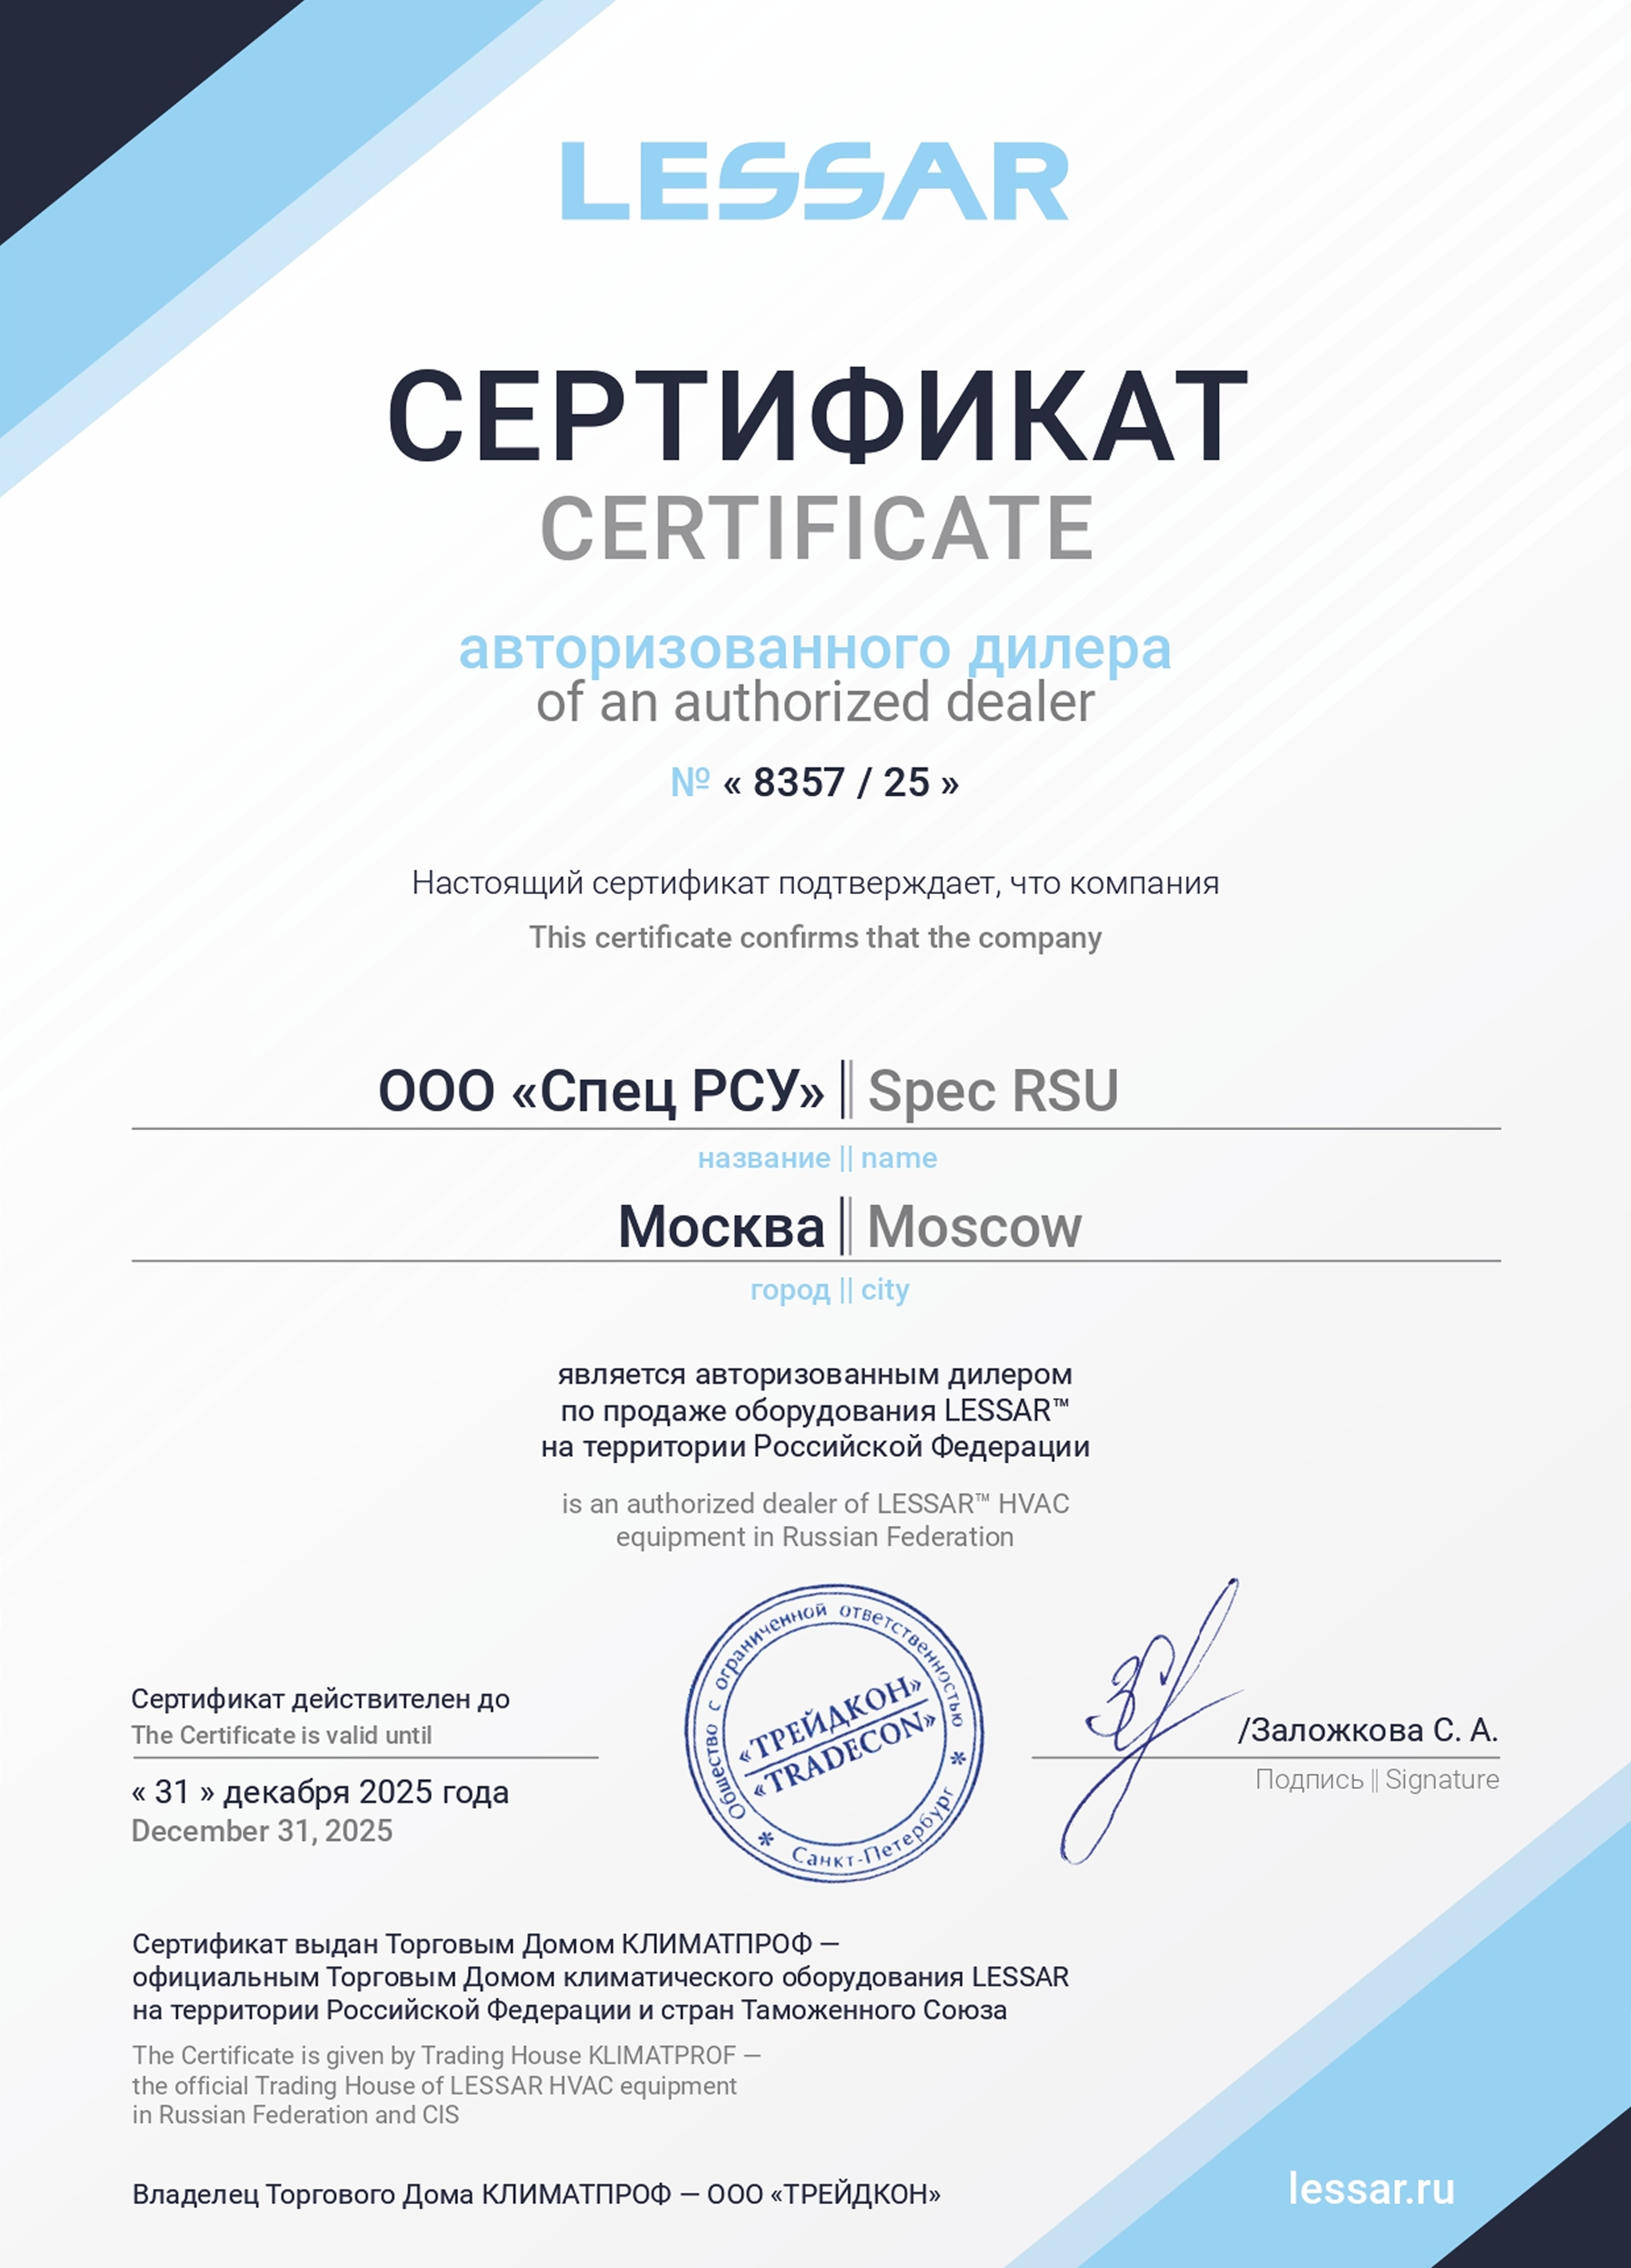 LESSAR
СЕРТИФИКАТ
CERTIFICATE
авторизованного дилера
of an authorized dealer
№ « 8357 / 25 »
Настоящий сертификат подтверждает, что компания
This certificate confirms that the company
ООО «Спец РСУ» || Spec RSU
название || name
Москва || Moscow
город || city
является авторизованным дилером
по продаже оборудования LESSAR™
на территории Российской Федерации
is an authorized dealer of LESSAR™ HVAC
equipment in Russian Federation
Сертификат действителен до
The Certificate is valid until
« 31 » декабря 2025 года
December 31, 2025
Общество с ограниченной ответственностью
«ТРЕЙДКОН»
«TRADECON»
* Санкт-Петербург *
/Заложкова С. А.
Подпись || Signature
Сертификат выдан Торговым Домом КЛИМАТПРОФ —
официальным Торговым Домом климатического оборудования LESSAR
на территории Российской Федерации и стран Таможенного Союза
The Certificate is given by Trading House KLIMATPROF —
the official Trading House of LESSAR HVAC equipment
in Russian Federation and CIS
Владелец Торгового Дома КЛИМАТПРОФ — ООО «ТРЕЙДКОН»
lessar.ru